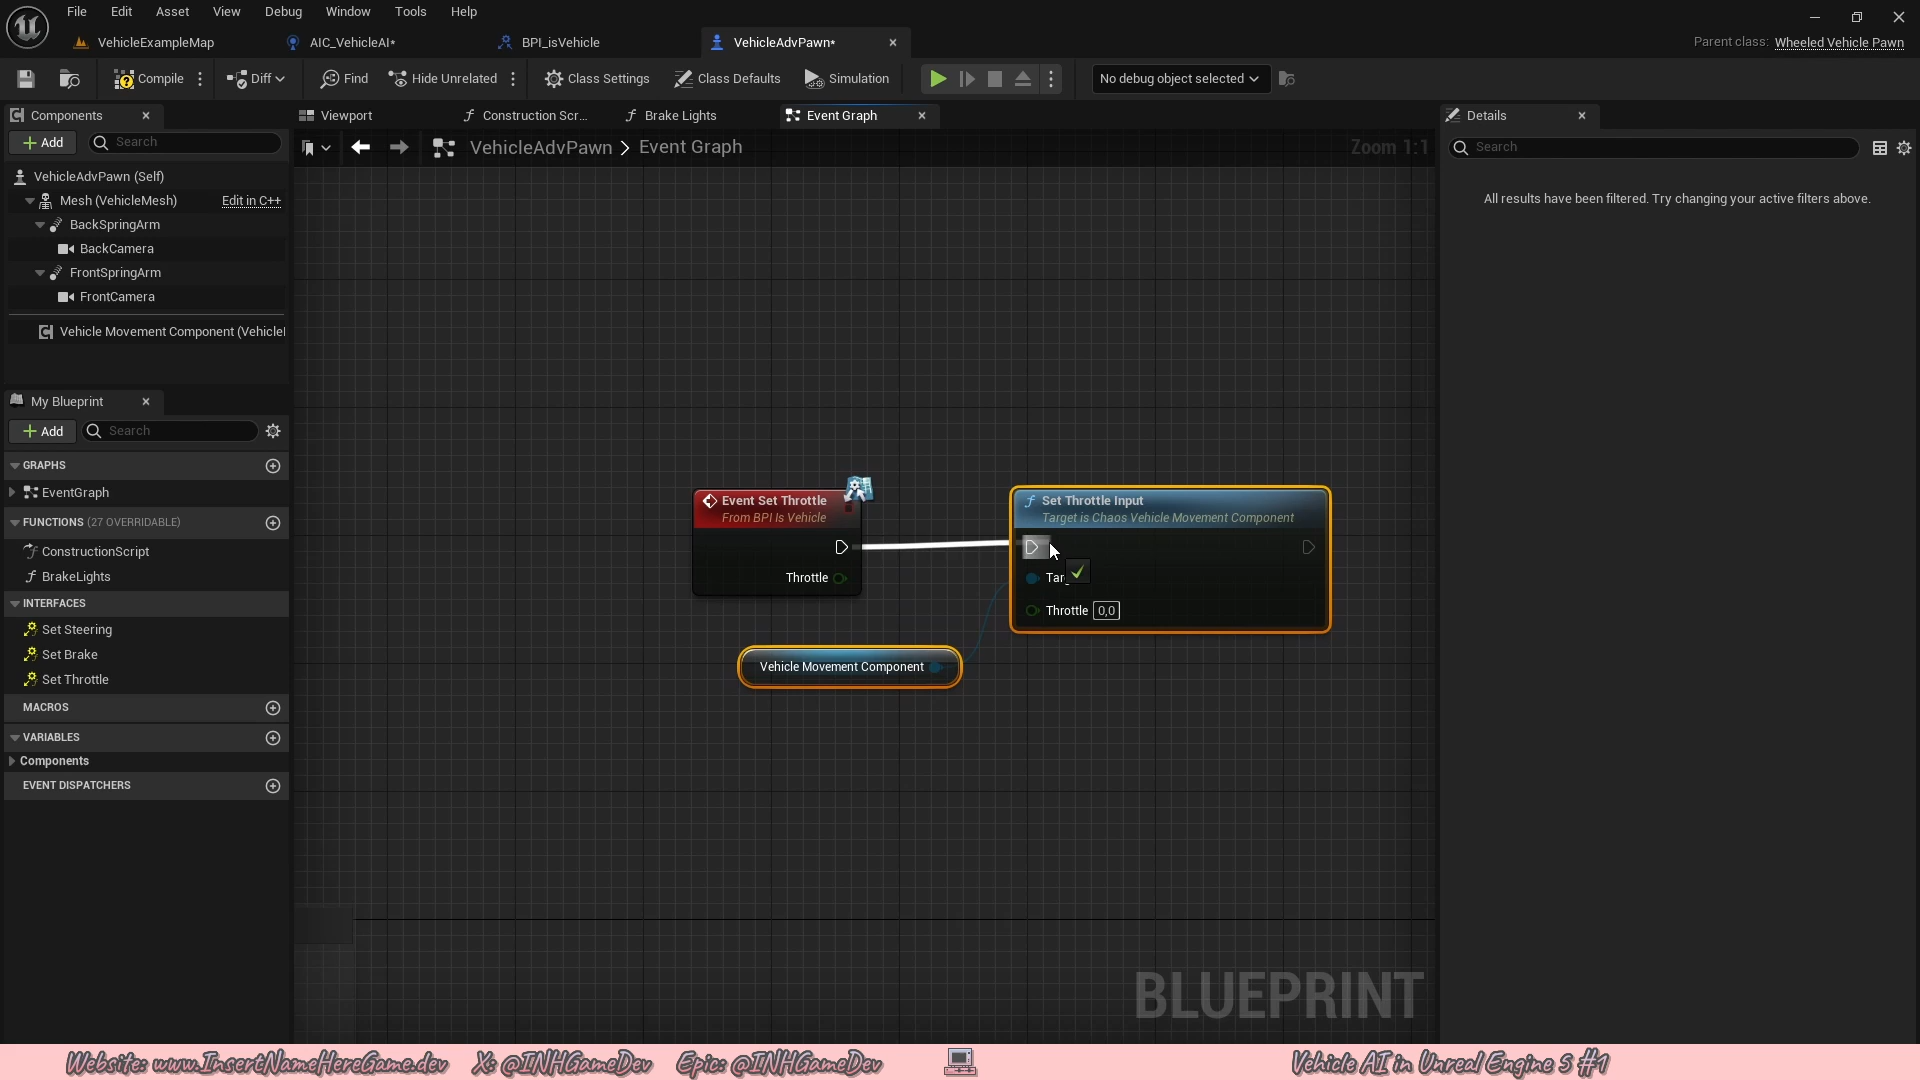 File Edit Asset View Debug Window Tools Help
VehicleExampleMap AIC_VehicleAI* BPI_isVehicle VehicleAdvPawn* Parent class: Wheeled Vehicle Pawn
Compile Diff Find Hide Unrelated Class Settings Class Defaults Simulation No debug object selected
Components Viewport Construction Scr... Brake Lights Event Graph Details
Add Search VehicleAdvPawn > Event Graph Zoom 1:1 Search
VehicleAdvPawn (Self)
All results have been filtered. Try changing your active filters above.
Mesh (VehicleMesh) Edit in C++
BackSpringArm
BackCamera
FrontSpringArm
FrontCamera
Vehicle Movement Component (Vehicle
My Blueprint
Add Search
GRAPHS
EventGraph
FUNCTIONS (27 OVERRIDABLE)
ConstructionScript
BrakeLights
INTERFACES
Set Steering
Set Brake
Set Throttle
MACROS
VARIABLES
Components
EVENT DISPATCHERS
Event Set Throttle
From BPI Is Vehicle
Throttle
Set Throttle Input
Target is Chaos Vehicle Movement Component
Throttle 0,0
Vehicle Movement Component
BLUEPRINT
Website: www.InsertNameHereGame.dev X: @INHGameDev Epic: @INHGameDev Vehicle AI in Unreal Engine 5 #1